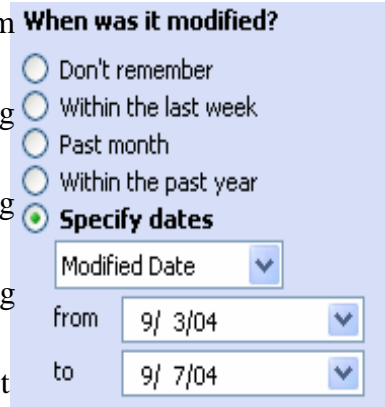 m When was it modified?
Don't remember
g Within the last week
Past month
Within the past year
g Specify dates
Modified Date
g
from 9/ 3/04
t to 9/ 7/04